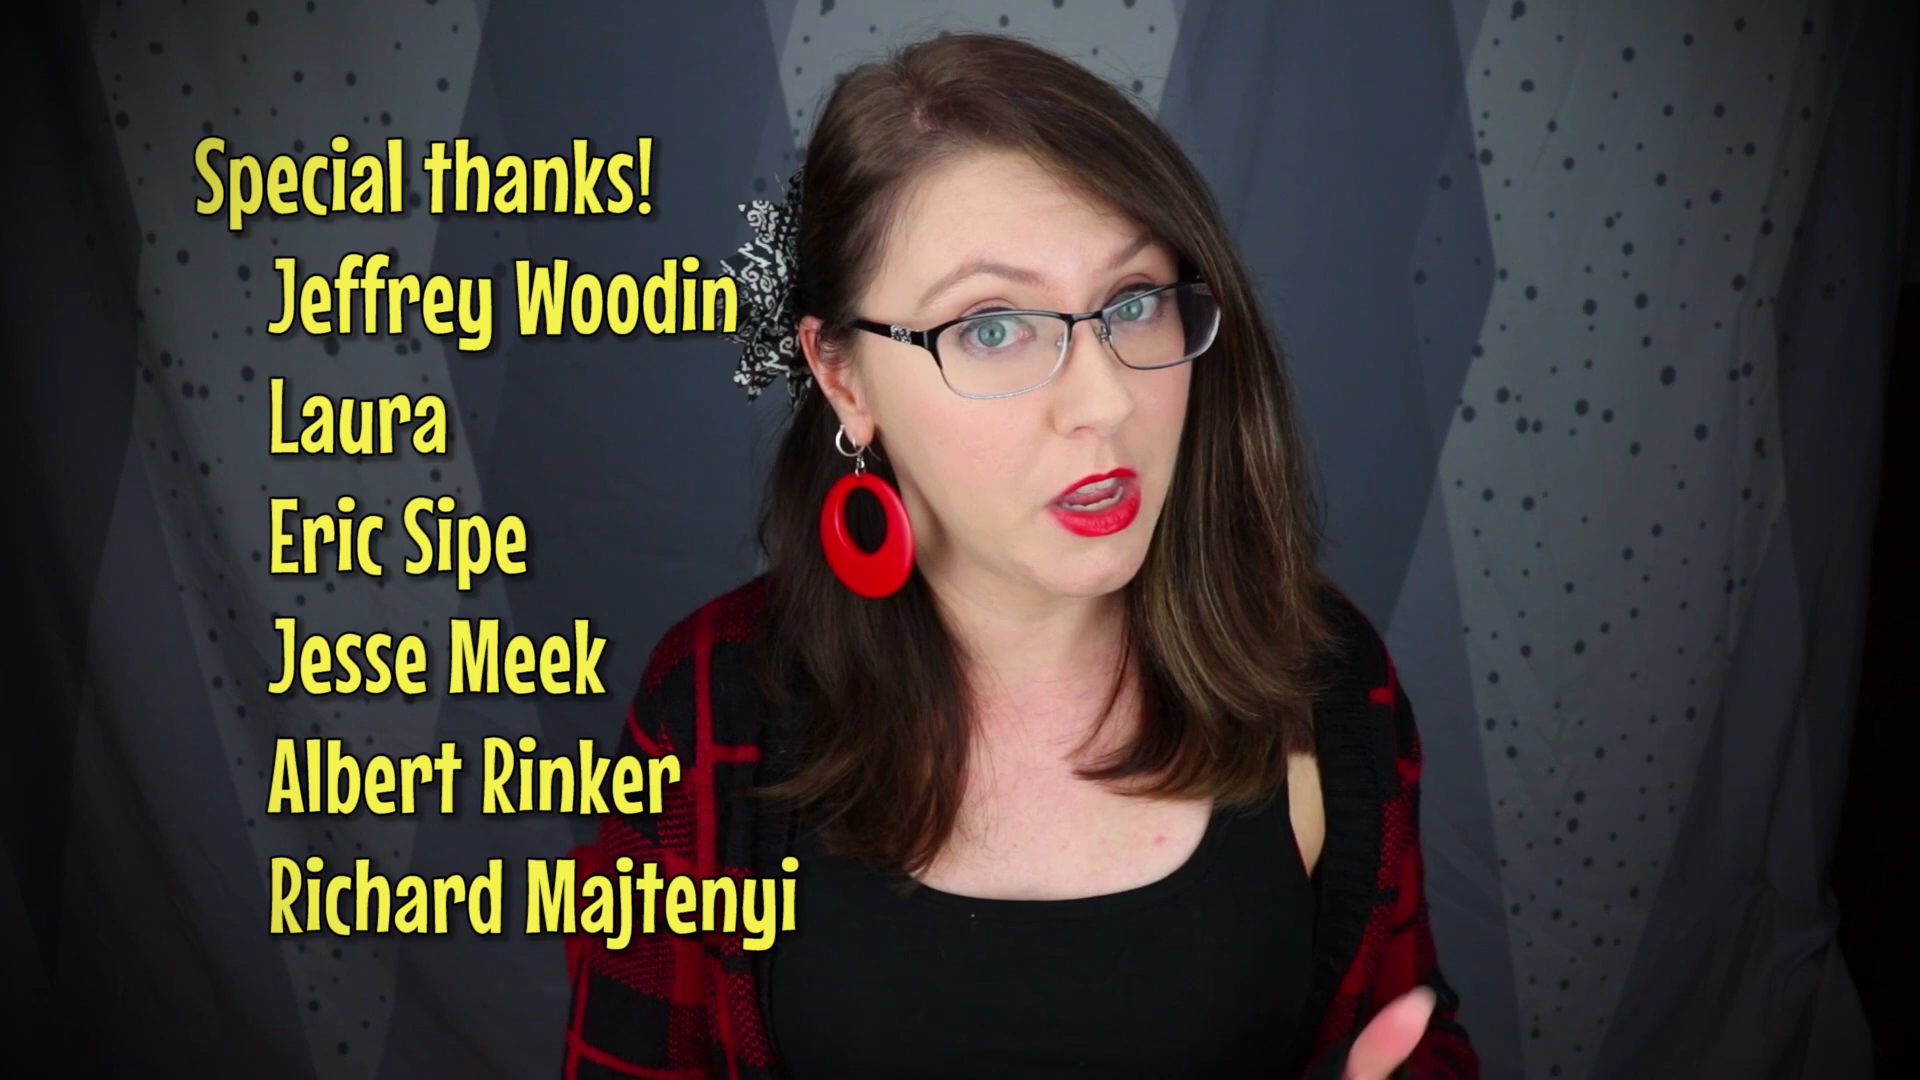 Special thanks!
Jeffrey Woodin
Laura
Eric Sipe
Jesse Meek
Albert Rinker
Richard Majtenyi